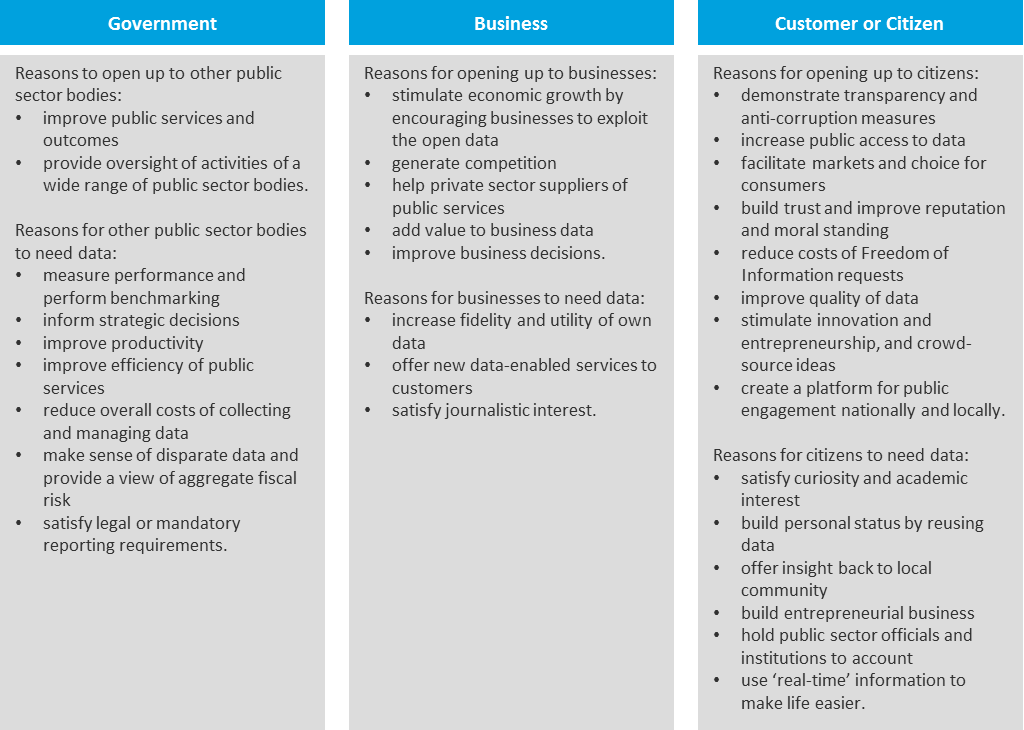 Government
Reasons to open up to other public
sector bodies:
• improve public services and
outcomes
• provide oversight of activities of a
wide range of public sector bodies.
Reasons for other public sector bodies
to need data:
• measure performance and
perform benchmarking
• inform strategic decisions
• improve productivity
• improve efficiency of public
services
• reduce overall costs of collecting
and managing data
• make sense of disparate data and
provide a view of aggregate fiscal
risk
• satisfy legal or mandatory
reporting requirements.
Business
Reasons for opening up to businesses:
• stimulate economic growth by
encouraging businesses to exploit
the open data
• generate competition
• help private sector suppliers of
public services
• add value to business data
• improve business decisions.
Reasons for businesses to need data:
• increase fidelity and utility of own
data
• offer new data-enabled services to
customers
• satisfy journalistic interest.
Customer or Citizen
Reasons for opening up to citizens:
• demonstrate transparency and
anti-corruption measures
• increase public access to data
• facilitate markets and choice for
consumers
• build trust and improve reputation
and moral standing
• reduce costs of Freedom of
Information requests
• improve quality of data
• stimulate innovation and
entrepreneurship, and crowd-
source ideas
• create a platform for public
engagement nationally and locally.
Reasons for citizens to need data:
• satisfy curiosity and academic
interest
• build personal status by reusing
data
• offer insight back to local
community
• build entrepreneurial business
• hold public sector officials and
institutions to account
• use ‘real-time’ information to
make life easier.